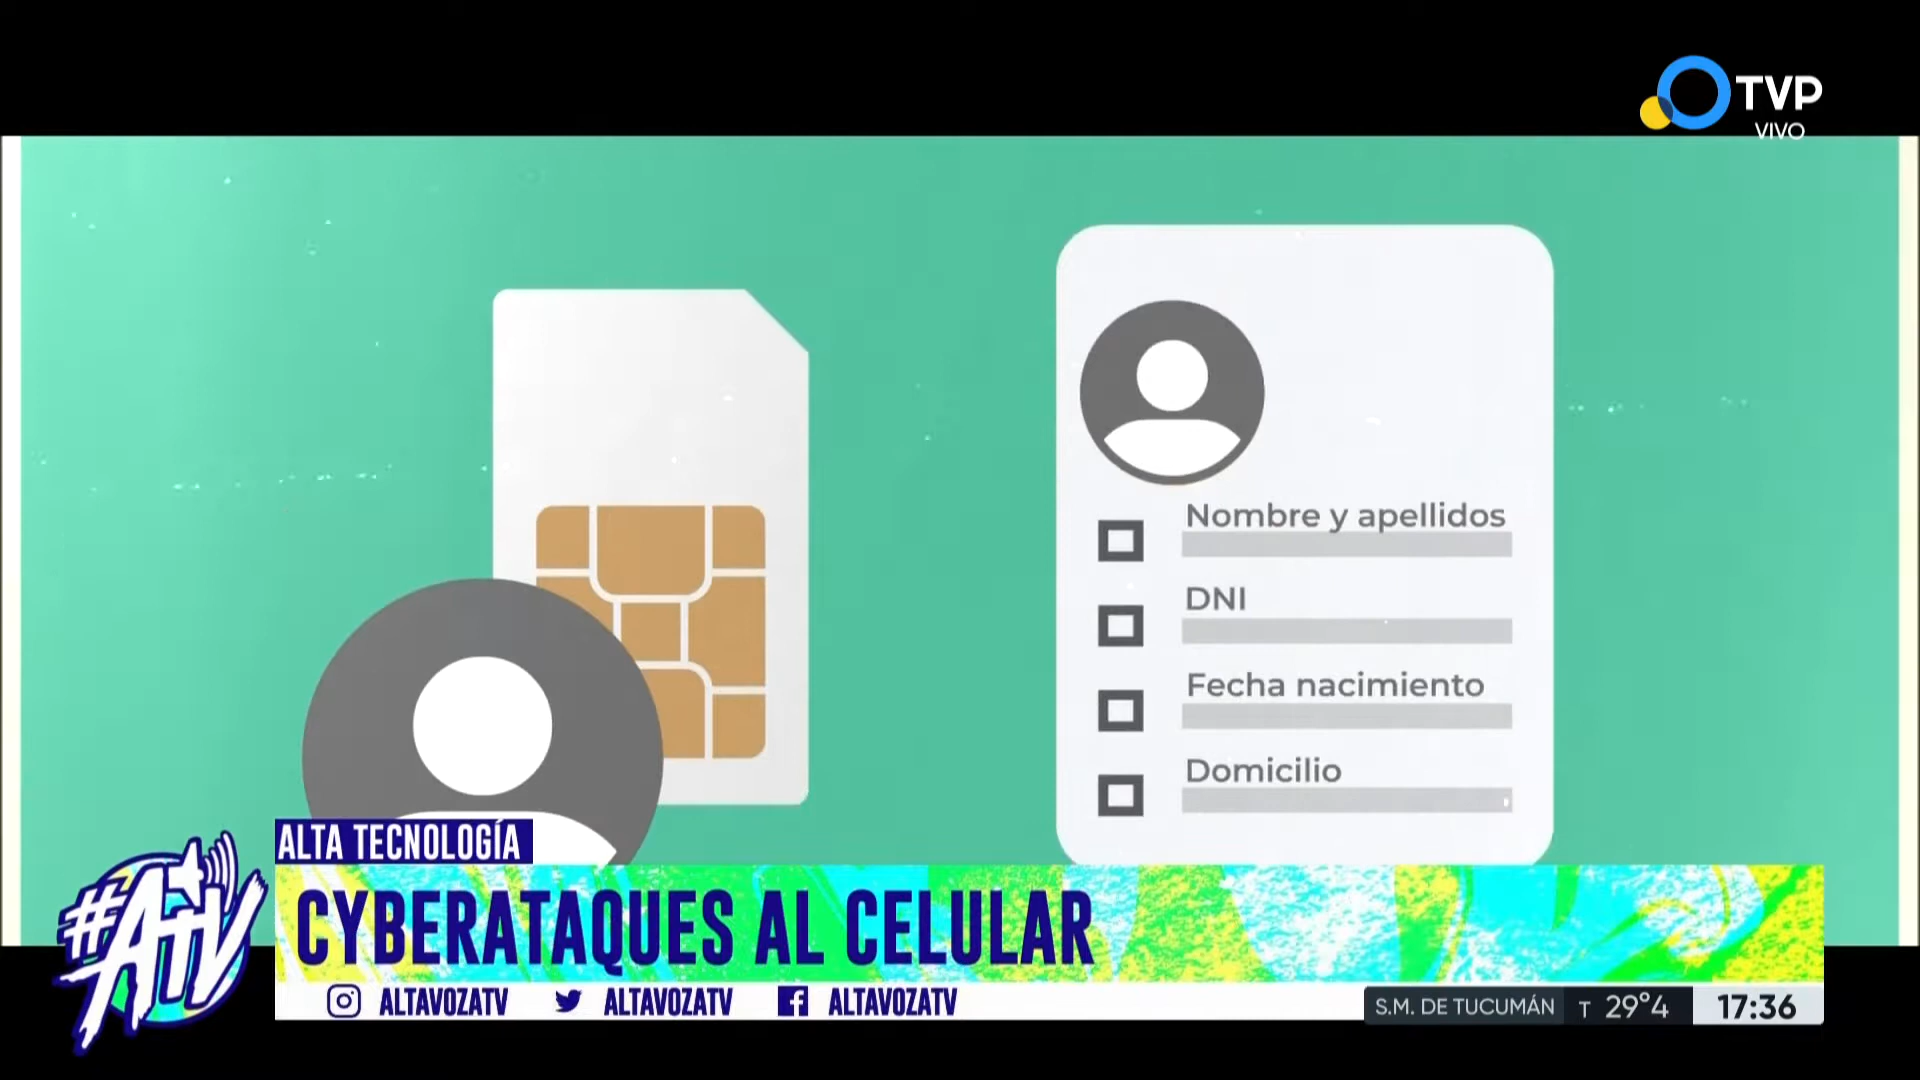 TVP
VIVO
Nombre y apellidos
DNI
Fecha nacimiento
Domicilio
ALTA TECNOLOGÍA
#ATV
CYBERATAQUES AL CELULAR
ALTAVOZATV ALTAVOZATV ALTAVOZATV
S.M. DE TUCUMÁN T 29°4 17:36